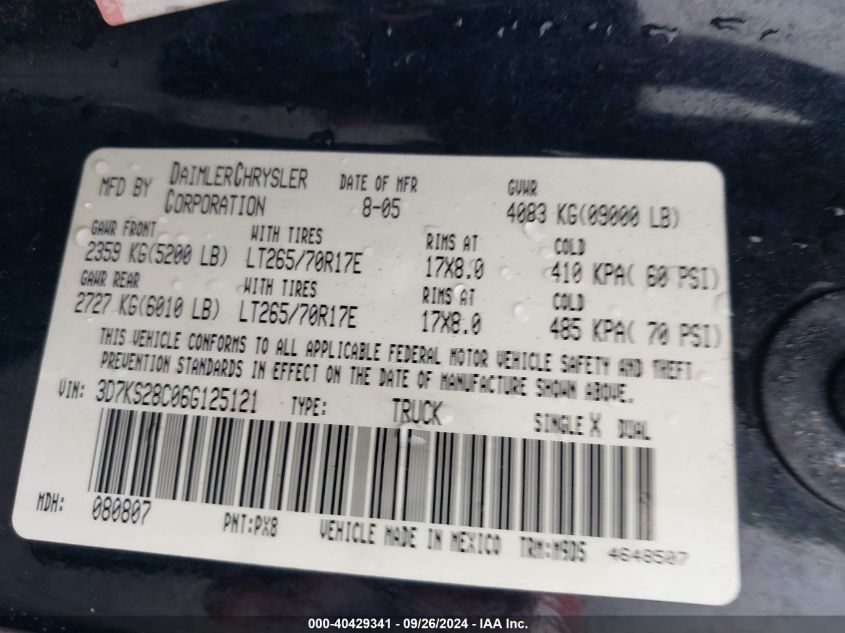 MFD BY DAIMLERCHRYSLER CORPORATION
DATE OF MFR 8-05
GVWR 4083 KG(09000 LB)
GAWR FRONT WITH TIRES RIMS AT COLD
2359 KG(5200 LB) LT265/70R17E 17X8.0 410 KPA( 60 PSI)
GAWR REAR WITH TIRES RIMS AT COLD
2727 KG(6010 LB) LT265/70R17E 17X8.0 485 KPA( 70 PSI)
THIS VEHICLE CONFORMS TO ALL APPLICABLE FEDERAL MOTOR VEHICLE SAFETY AND THEFT
PREVENTION STANDARDS IN EFFECT ON THE DATE OF MANUFACTURE SHOWN ABOVE.
VIN: 3D7KS28C06G125121 TYPE: TRUCK SINGLE X DUAL
MDH: 080807 PNT:PX8 VEHICLE MADE IN MEXICO TRM:M9D5 4648507
000-40429341 - 09/26/2024 - IAA Inc.